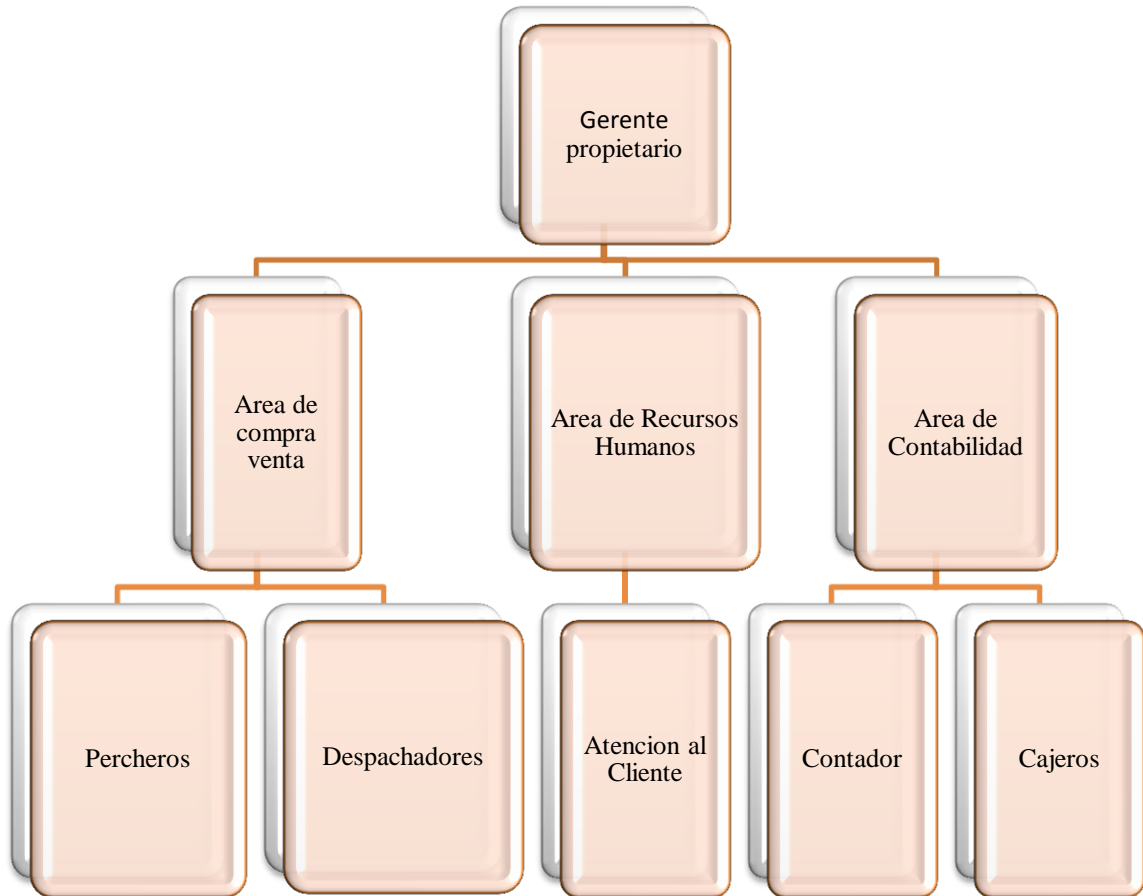 Gerente
propietario
Area de
compra
venta
Area de Recursos
Humanos
Area de
Contabilidad
Percheros
Despachadores
Atencion al
Cliente
Contador
Cajeros